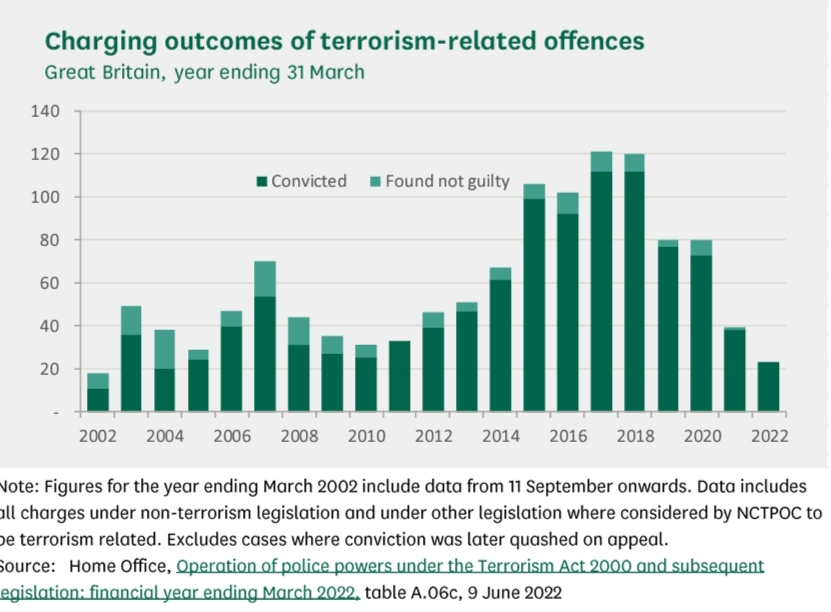 Charging outcomes of terrorism-related offences
Great Britain, year ending 31 March
140
120
Convicted Found not guilty
100
80
60
40
20
-
2002 2004 2006 2008 2010 2012 2014 2016 2018 2020 2022
Note: Figures for the year ending March 2002 include data from 11 September onwards. Data includes
all charges under non-terrorism legislation and under other legislation where considered by NCTPOC to
be terrorism related. Excludes cases where conviction was later quashed on appeal.
Source: Home Office, Operation of police powers under the Terrorism Act 2000 and subsequent
legislation: financial year ending March 2022, table A.06c, 9 June 2022